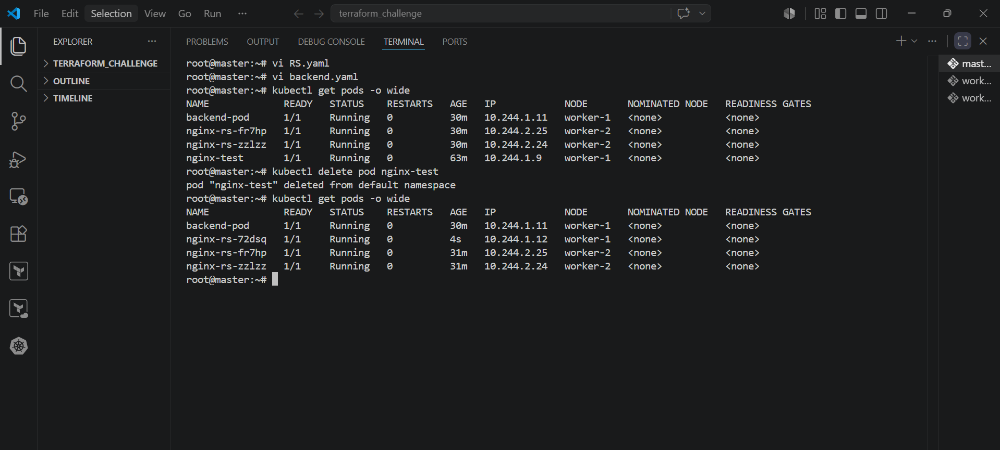 File Edit Selection View Go Run ··· terraform_challenge
EXPLORER ···
TERRAFORM_CHALLENGE
OUTLINE
TIMELINE
PROBLEMS OUTPUT DEBUG CONSOLE TERMINAL PORTS
root@master:~# vi RS.yaml
root@master:~# vi backend.yaml
root@master:~# kubectl get pods -o wide
NAME READY STATUS RESTARTS AGE IP NODE NOMINATED NODE READINESS GATES
backend-pod 1/1 Running 0 30m 10.244.1.11 worker-1 <none> <none>
nginx-rs-fr7hp 1/1 Running 0 30m 10.244.2.25 worker-2 <none> <none>
nginx-rs-zzlzz 1/1 Running 0 30m 10.244.2.24 worker-2 <none> <none>
nginx-test 1/1 Running 0 63m 10.244.1.9 worker-1 <none> <none>
root@master:~# kubectl delete pod nginx-test
pod "nginx-test" deleted from default namespace
root@master:~# kubectl get pods -o wide
NAME READY STATUS RESTARTS AGE IP NODE NOMINATED NODE READINESS GATES
backend-pod 1/1 Running 0 30m 10.244.1.11 worker-1 <none> <none>
nginx-rs-72dsq 1/1 Running 0 4s 10.244.1.12 worker-1 <none> <none>
nginx-rs-fr7hp 1/1 Running 0 31m 10.244.2.25 worker-2 <none> <none>
nginx-rs-zzlzz 1/1 Running 0 31m 10.244.2.24 worker-2 <none> <none>
root@master:~#
mast...
work...
work...